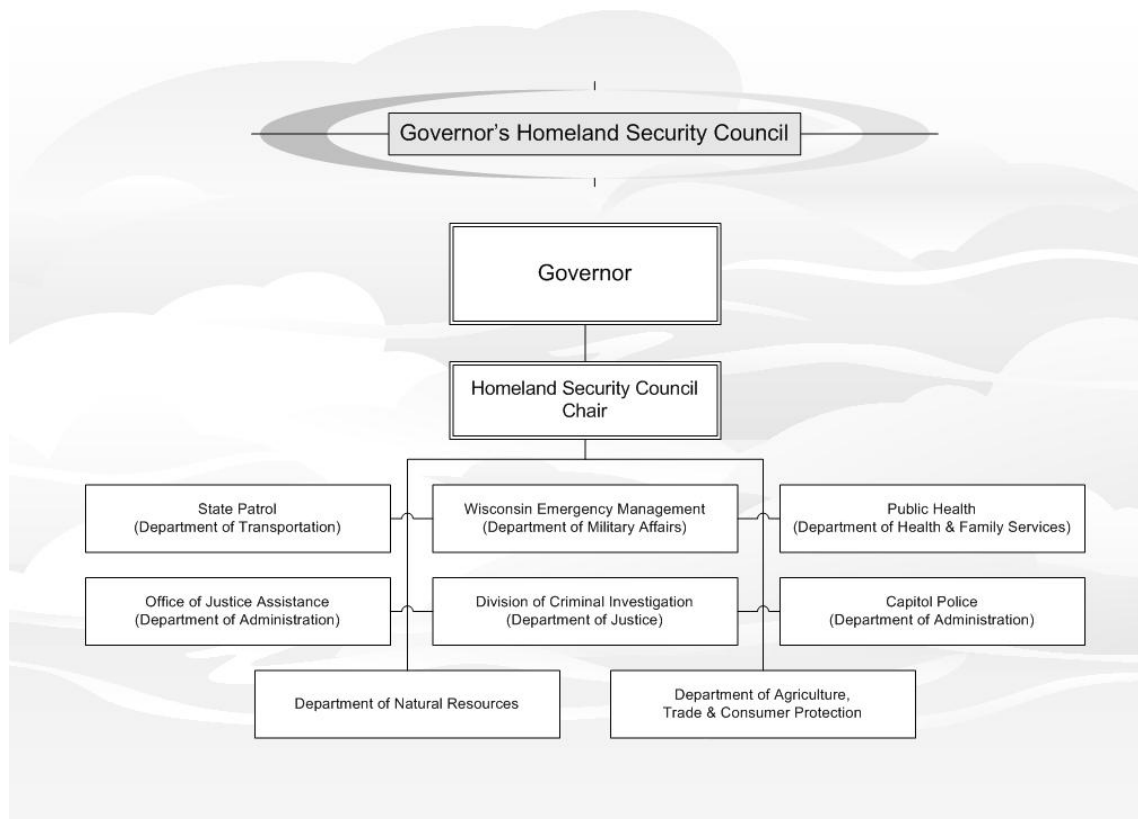 Governor's Homeland Security Council
Governor
Homeland Security Council
Chair
State Patrol
(Department of Transportation)
Wisconsin Emergency Management
(Department of Military Affairs)
Public Health
(Department of Health & Family Services)
Office of Justice Assistance
(Department of Administration)
Division of Criminal Investigation
(Department of Justice)
Capitol Police
(Department of Administration)
Department of Natural Resources
Department of Agriculture,
Trade & Consumer Protection